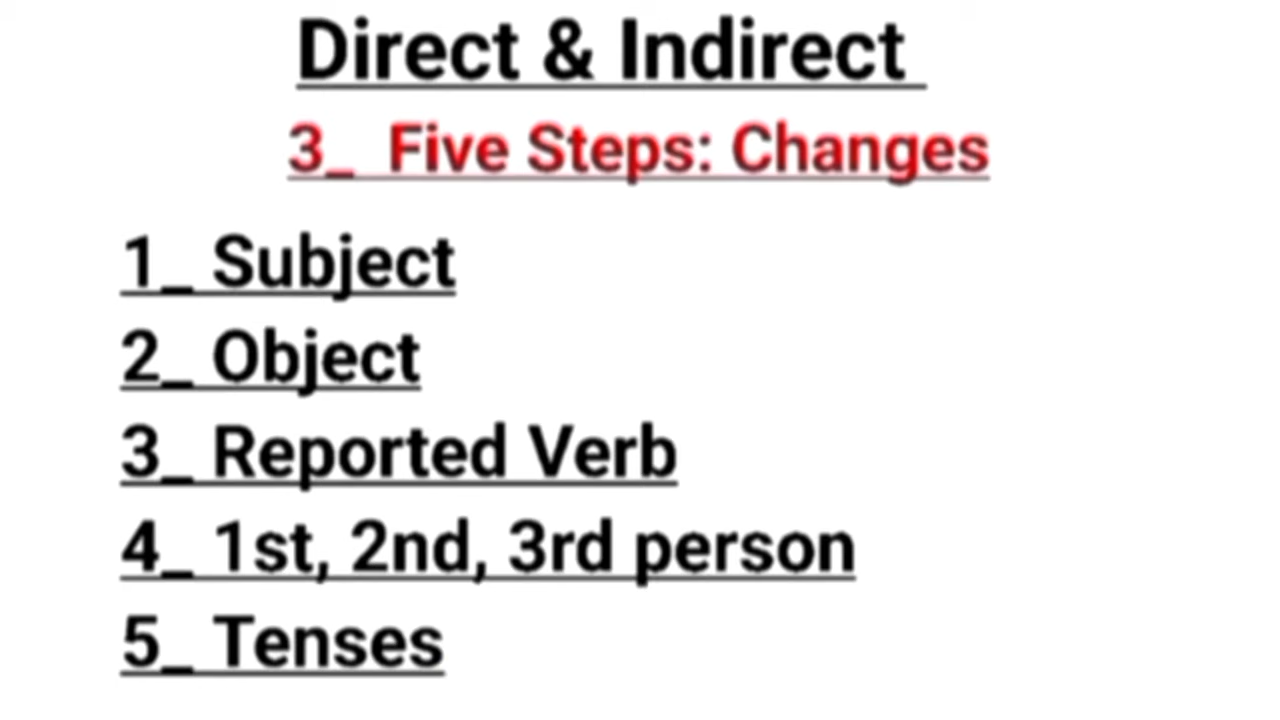 Direct & Indirect
3_ Five Steps: Changes
1_ Subject
2_ Object
3_ Reported Verb
4_ 1st, 2nd, 3rd person
5_ Tenses